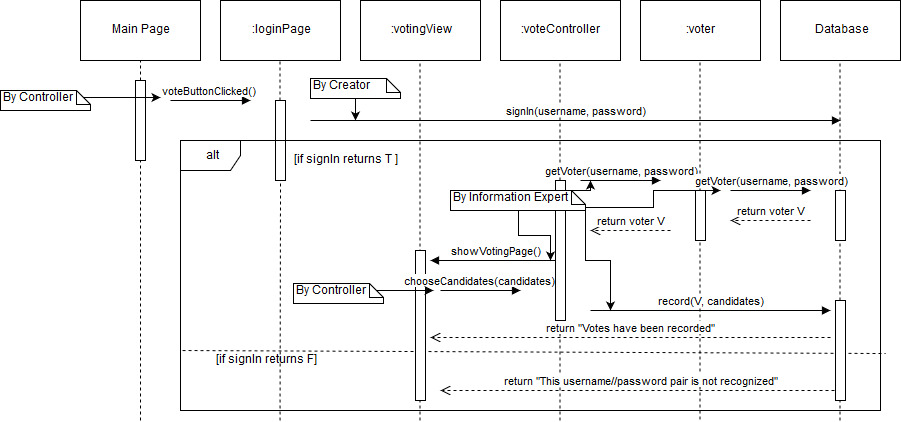 Main Page
:loginPage
:votingView
:voteController
:voter
Database
By Creator
By Controller
voteButtonClicked()
signIn(username, password)
alt
[if signIn returns T ]
getVoter(username, password)
getVoter(username, password)
By Information Expert
return voter V
return voter V
showVotingPage()
By Controller
chooseCandidates(candidates)
record(V, candidates)
return "Votes have been recorded"
[if signIn returns F]
return "This username//password pair is not recognized"